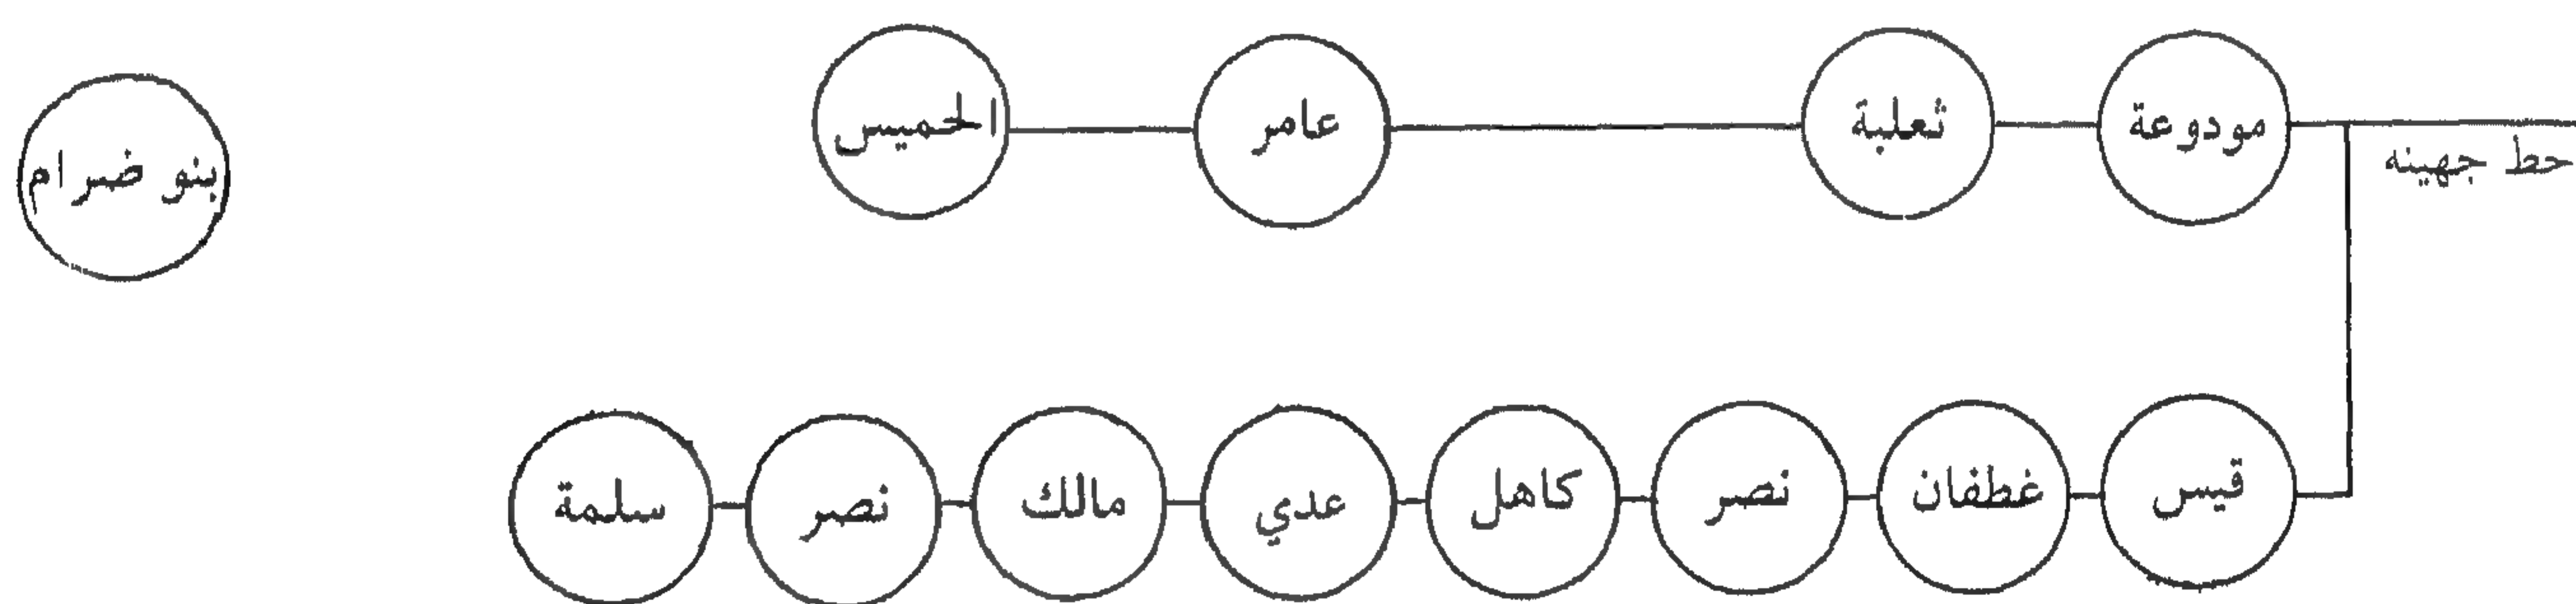 مودوعة ثعلبة عامر الحميس
حط جهينه
بنو ضرام
قيس غطفان نصر كاهل عدي مالك نصر سلمة